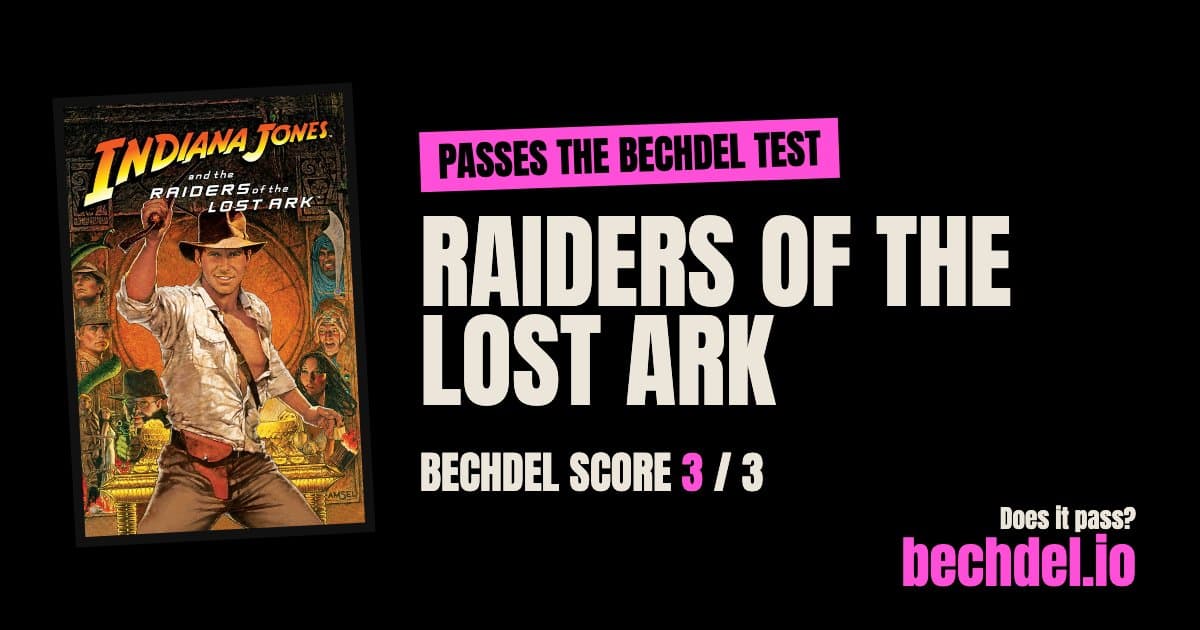 INDIANA JONES
and the
RAIDERS of the
LOST ARK
AMSEL
PASSES THE BECHDEL TEST
RAIDERS OF THE
LOST ARK
BECHDEL SCORE 3 / 3
Does it pass?
bechdel.io